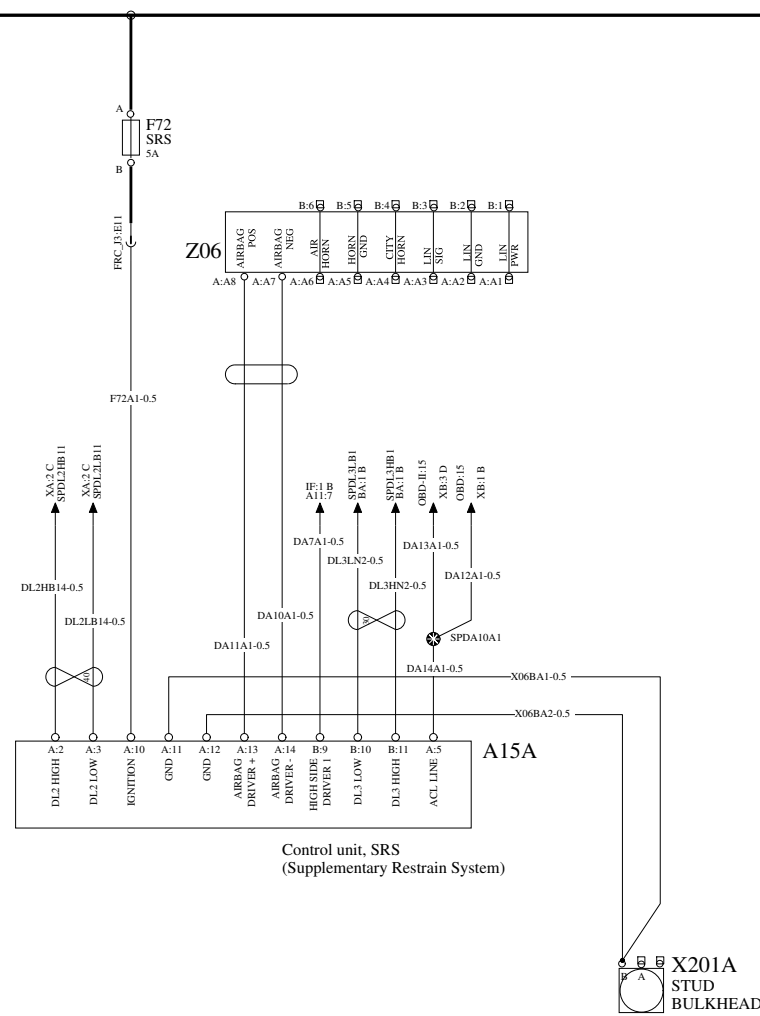 A
F72
SRS
5A
B
FRC_J3:E11
B:6
B:5
B:4
B:3
B:2
B:1
Z06
AIRBAG
POS
AIRBAG
NEG
AIR
HORN
HORN
GND
CITY
HORN
LIN
SIG
LIN
GND
LIN
PWR
A:A8
A:A7
A:A6
A:A5
A:A4
A:A3
A:A2
A:A1
F72A1-0.5
XA:2 C
SPDL2HB11
XA:2 C
SPDL2LB11
IF:1 B
A11:7
SPDL3LB1
BA:1 B
SPDL3HB1
BA:1 B
OBD-II:15
XB:3 D
OBD:15
XB:1 B
DA7A1-0.5
DA13A1-0.5
DL3LN2-0.5
DA12A1-0.5
DL2HB14-0.5
DL3HN2-0.5
DL2LB14-0.5
DA10A1-0.5
30
SPDA10A1
DA11A1-0.5
DA14A1-0.5
40
X06BA1-0.5
X06BA2-0.5
A:2
A:3
A:10
A:11
A:12
A:13
A:14
B:9
B:10
B:11
A:5
A15A
DL2 HIGH
DL2 LOW
IGNITION
GND
GND
AIRBAG
DRIVER +
AIRBAG
DRIVER -
HIGH SIDE
DRIVER 1
DL3 LOW
DL3 HIGH
ACL LINE
Control unit, SRS
(Supplementary Restrain System)
X201A
B
A
STUD
BULKHEAD